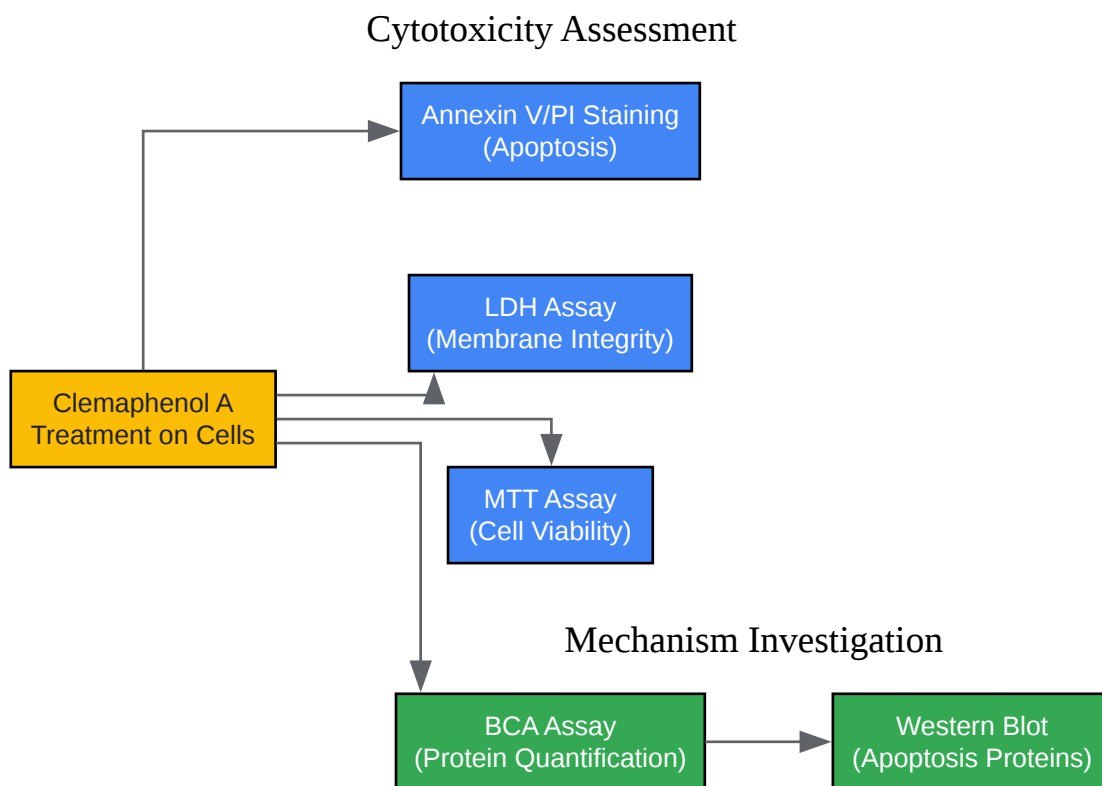 Cytotoxicity Assessment
Annexin V/PI Staining
(Apoptosis)
LDH Assay
(Membrane Integrity)
Clemaphenol A
Treatment on Cells
MTT Assay
(Cell Viability)
Mechanism Investigation
BCA Assay
(Protein Quantification)
Western Blot
(Apoptosis Proteins)